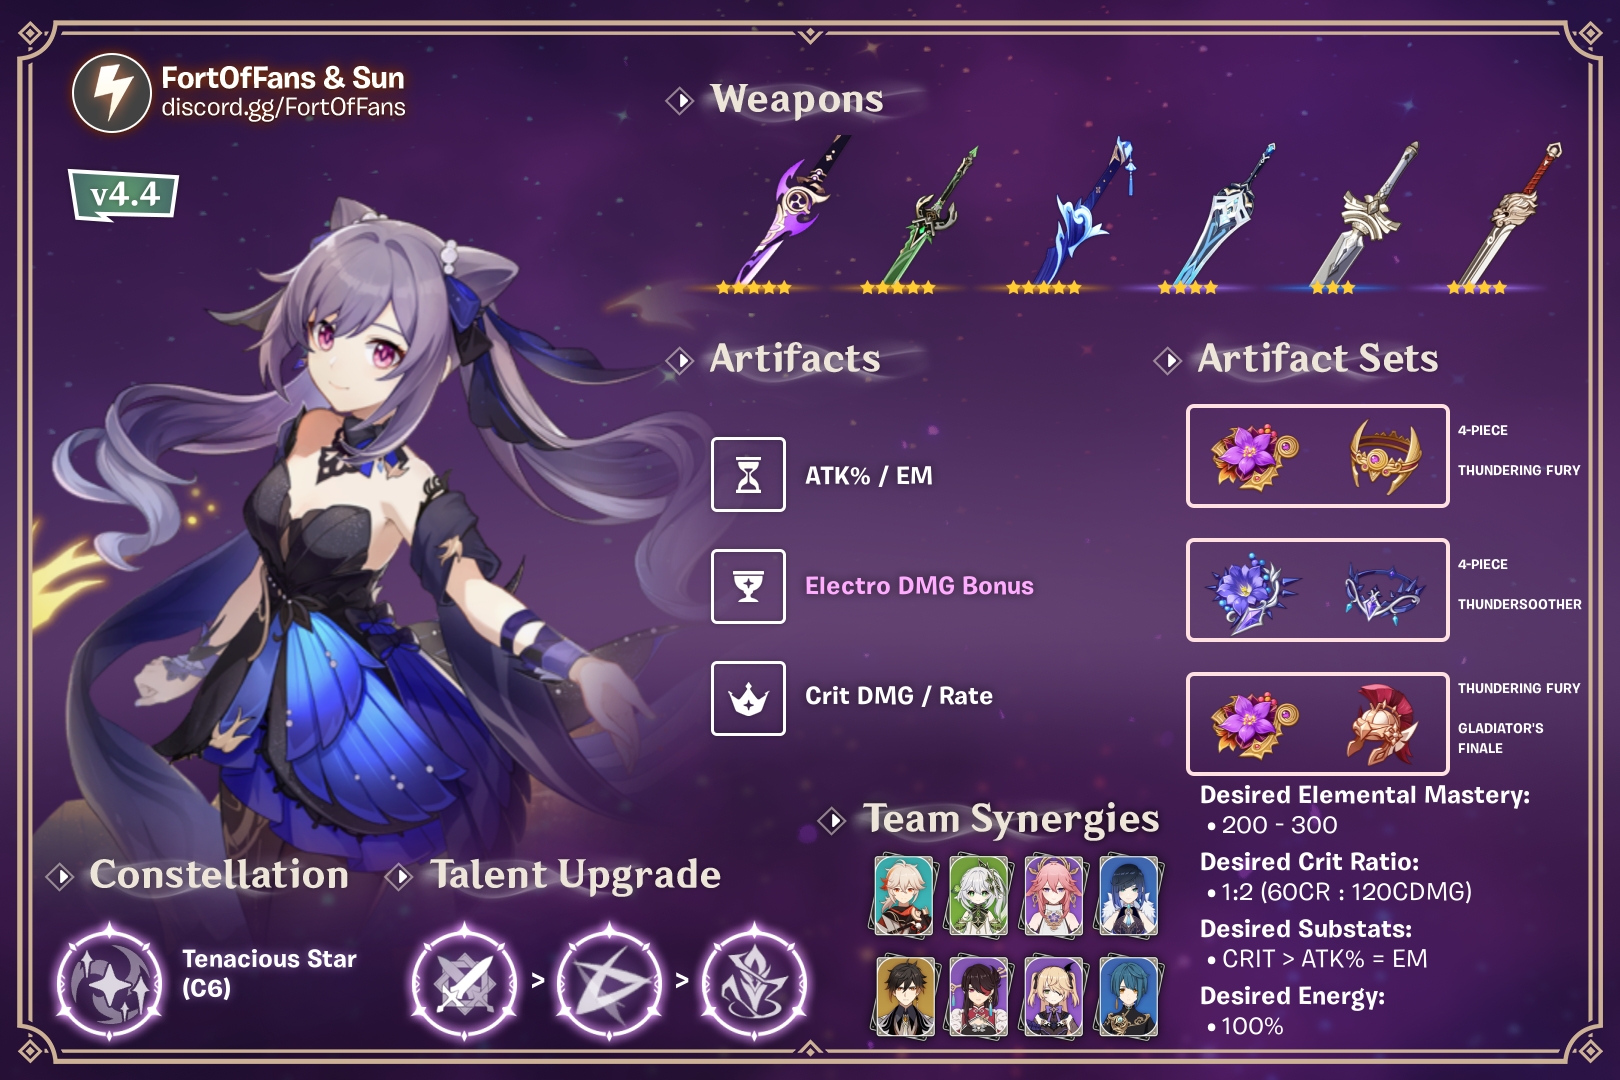 FortOfFans & Sun
discord.gg/FortOfFans
v4.4
Weapons
Artifacts
ATK% / EM
Electro DMG Bonus
Crit DMG / Rate
Artifact Sets
4-PIECE
THUNDERING FURY
4-PIECE
THUNDERSOOTHER
THUNDERING FURY
GLADIATOR'S
FINALE
Constellation
Tenacious Star
(C6)
Talent Upgrade
> >
Team Synergies
Desired Elemental Mastery:
• 200 - 300
Desired Crit Ratio:
• 1:2 (60CR : 120CDMG)
Desired Substats:
• CRIT > ATK% = EM
Desired Energy:
• 100%